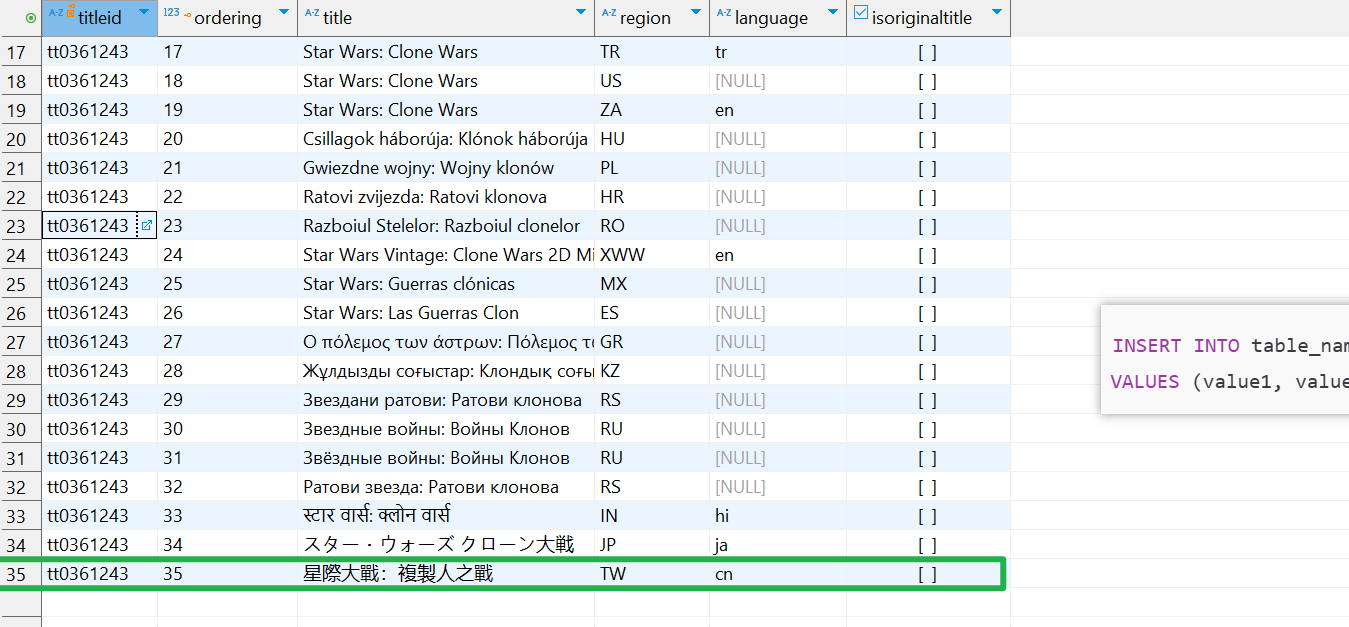 A-Z titleid 123 ordering A-Z title A-Z region A-Z language isoriginaltitle
17 tt0361243 17 Star Wars: Clone Wars TR tr [ ]
18 tt0361243 18 Star Wars: Clone Wars US [NULL] [ ]
19 tt0361243 19 Star Wars: Clone Wars ZA en [ ]
20 tt0361243 20 Csillagok háborúja: Klónok háborúja HU [NULL] [ ]
21 tt0361243 21 Gwiezdne wojny: Wojny klonów PL [NULL] [ ]
22 tt0361243 22 Ratovi zvijezda: Ratovi klonova HR [NULL] [ ]
23 tt0361243 23 Razboiul Stelelor: Razboiul clonelor RO [NULL] [ ]
24 tt0361243 24 Star Wars Vintage: Clone Wars 2D Mi XWW en [ ]
25 tt0361243 25 Star Wars: Guerras clónicas MX [NULL] [ ]
26 tt0361243 26 Star Wars: Las Guerras Clon ES [NULL] [ ]
27 tt0361243 27 Ο πόλεμος των άστρων: Πόλεμος τ GR [NULL] [ ]
28 tt0361243 28 Жұлдызды соғыстар: Клондық соғы KZ [NULL] [ ]
29 tt0361243 29 Звездани ратови: Ратови клонова RS [NULL] [ ]
30 tt0361243 30 Звездные войны: Войны Клонов RU [NULL] [ ]
31 tt0361243 31 Звёздные войны: Войны Клонов RU [NULL] [ ]
32 tt0361243 32 Ратови звезда: Ратови клонова RS [NULL] [ ]
33 tt0361243 33 स्टार वार्स: क्लोन वार्स IN hi [ ]
34 tt0361243 34 スター・ウォーズ クローン大戦 JP ja [ ]
35 tt0361243 35 星際大戰：複製人之戰 TW cn [ ]
INSERT INTO table_nam
VALUES (value1, value